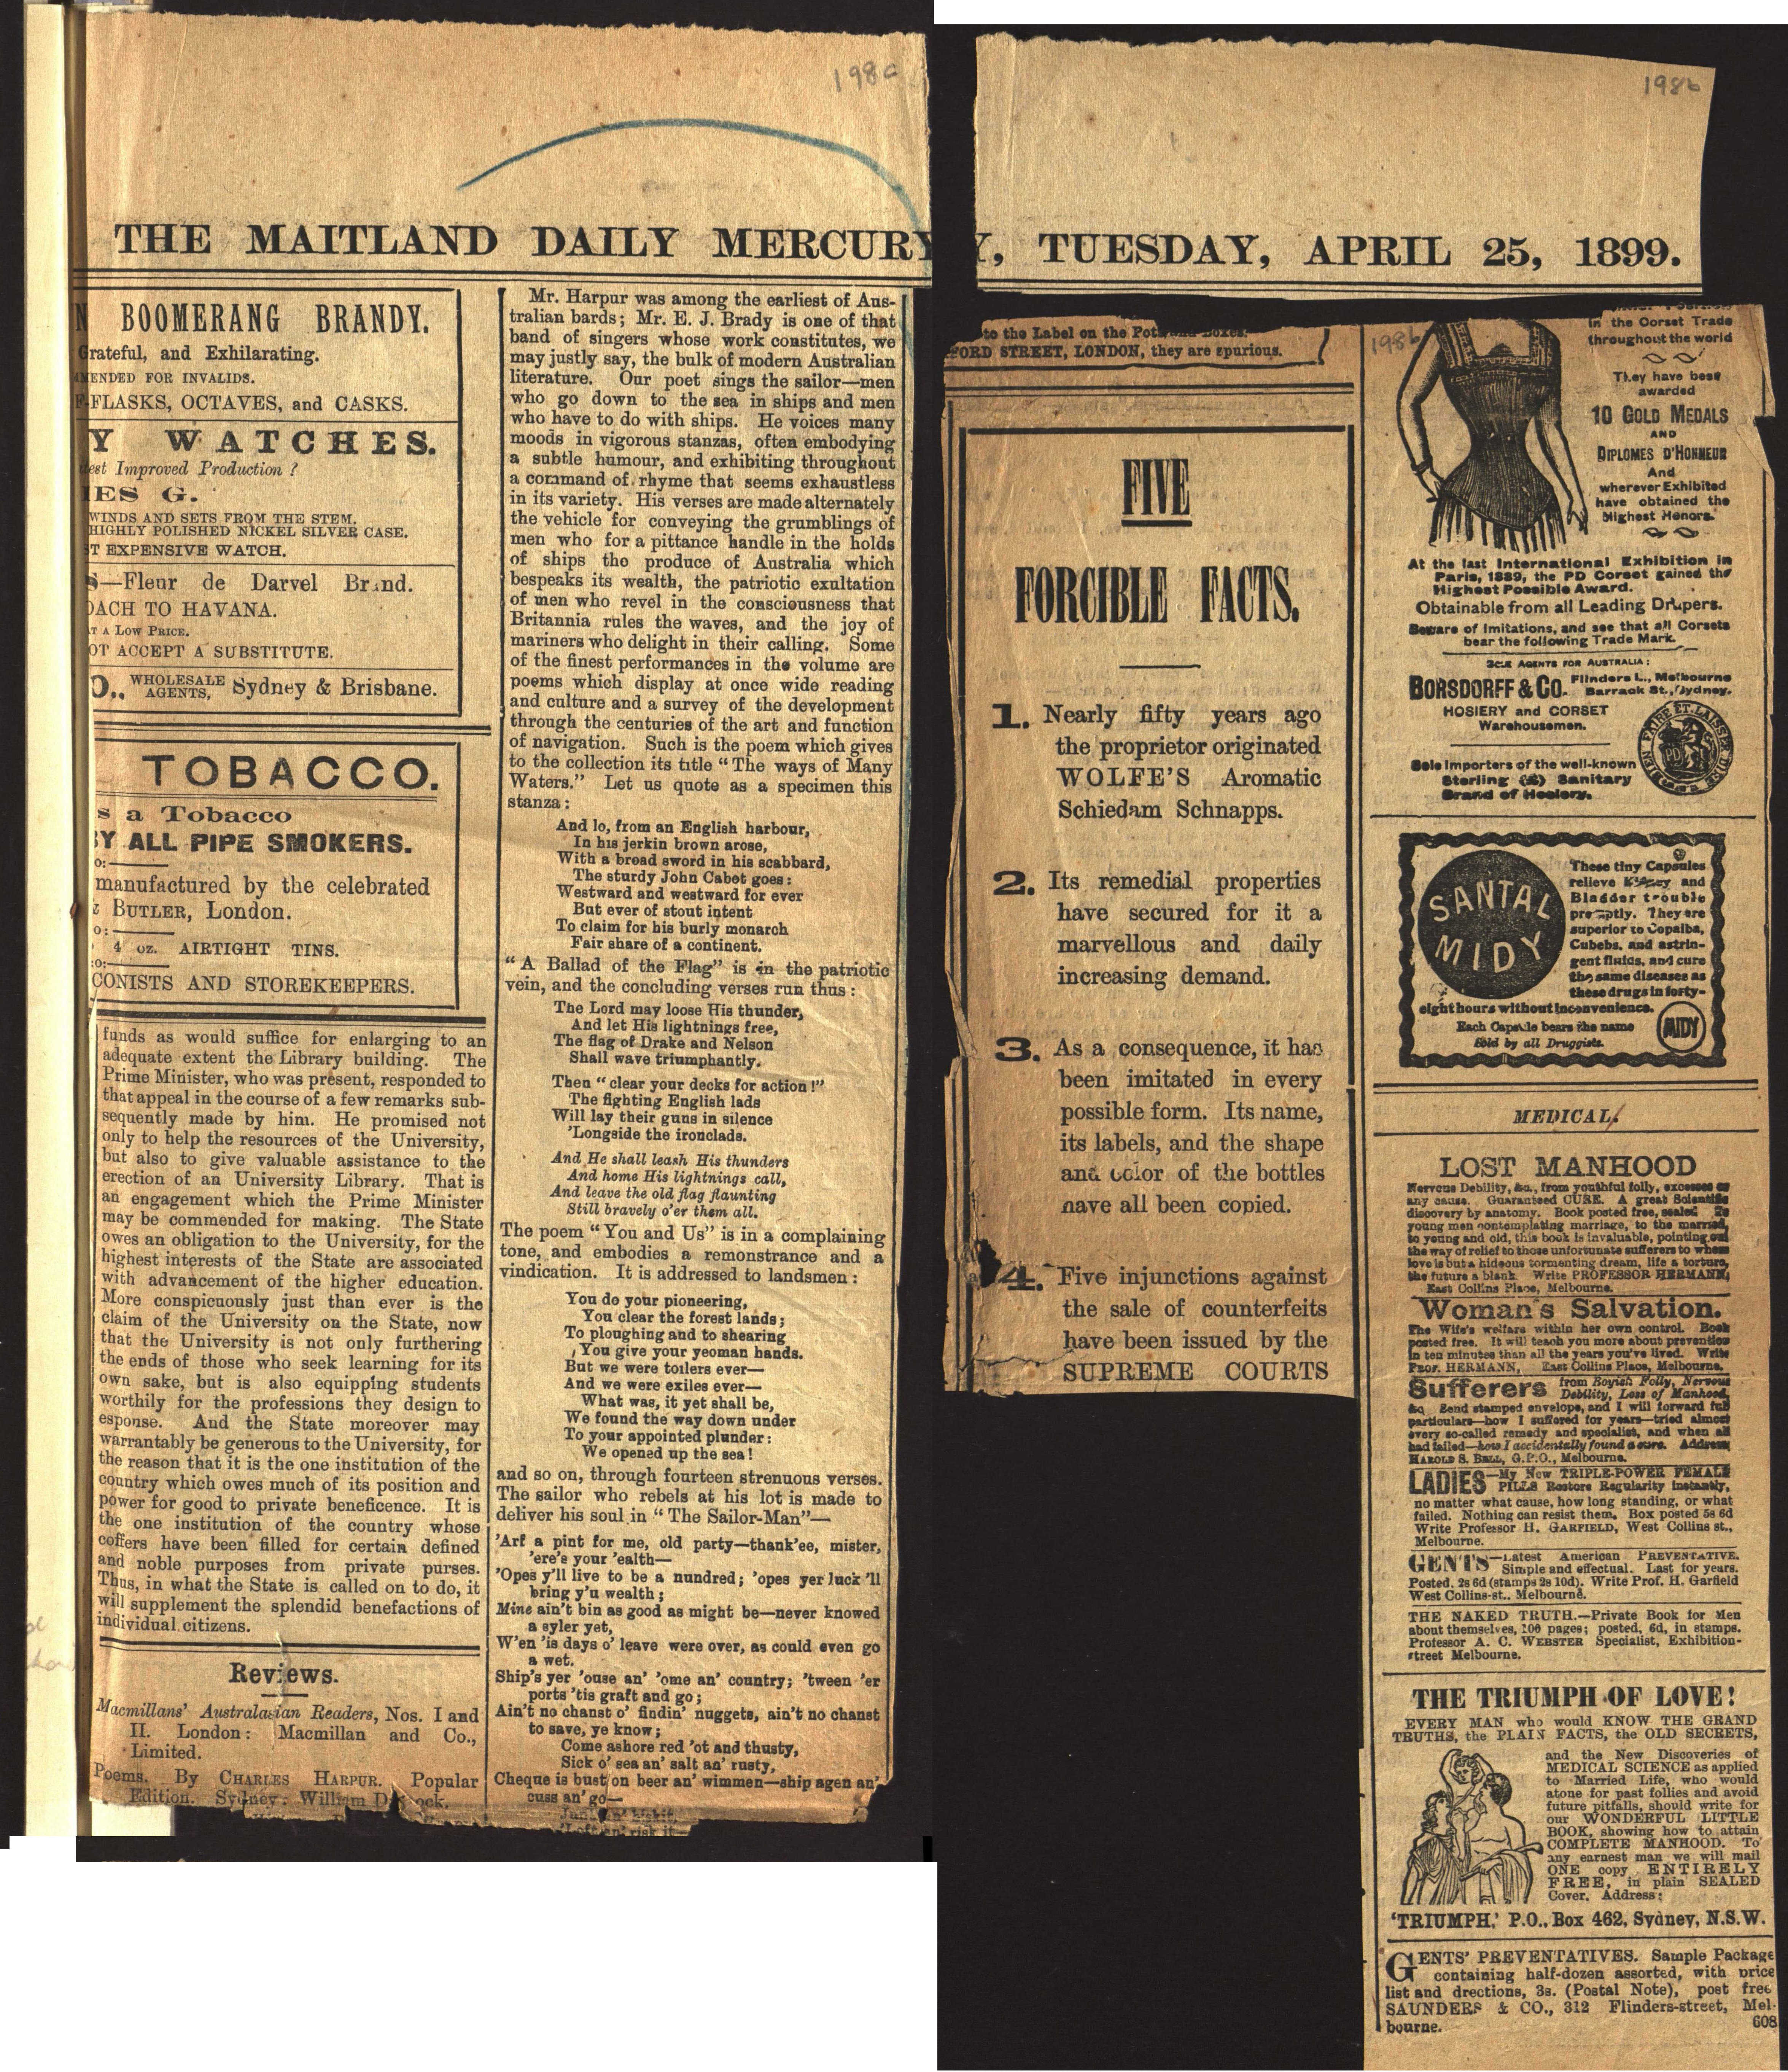 198
THE MAITLAND DAILY MERCURY
BOOMERANG BRANDY.
Grateful, and Exhilarating.
MENDED FOR INVALIDS.
FLASKS, OCTAVES, and CASKS.
Y WATCHES.
Improved Production ?
IES G.
WINDS AND SETS FROM THE STEM.
HIGHLY POLISHED NICKEL SILVER CASE.
ST EXPENSIVE WATCH.
S—Fleur de Darvel Brand.
OACH TO HAVANA.
AT A LOW PRICE.
OT ACCEPT A SUBSTITUTE.
O., WHOLESALE AGENTS, Sydney & Brisbane.
TOBACCO.
s a Tobacco
BY ALL PIPE SMOKERS.
:o:
manufactured by the celebrated
& BUTLER, London.
:o:
4 oz. AIRTIGHT TINS.
:o:
CONISTS AND STOREKEEPERS.
funds as would suffice for enlarging to an
adequate extent the Library building. The
Prime Minister, who was present, responded to
that appeal in the course of a few remarks sub-
sequently made by him. He promised not
only to help the resources of the University,
but also to give valuable assistance to the
erection of an University Library. That is
an engagement which the Prime Minister
may be commended for making. The State
owes an obligation to the University, for the
highest interests of the State are associated
with advancement of the higher education.
More conspicuously just than ever is the
claim of the University on the State, now
that the University is not only furthering
the ends of those who seek learning for its
own sake, but is also equipping students
worthily for the professions they design to
espouse. And the State moreover may
warrantably be generous to the University, for
the reason that it is the one institution of the
country which owes much of its position and
power for good to private beneficence. It is
the one institution of the country whose
coffers have been filled for certain defined
and noble purposes from private purses.
Thus, in what the State is called on to do, it
will supplement the splendid benefactions of
individual citizens.
Reviews.
Macmillans' Australasian Readers, Nos. I and
II. London: Macmillan and Co.,
Limited.
Poems. By CHARLES HARPUR. Popular
Edition. Sydney: William D ock.
Mr. Harpur was among the earliest of Aus-
tralian bards; Mr. E. J. Brady is one of that
band of singers whose work constitutes, we
may justly say, the bulk of modern Australian
literature. Our poet sings the sailor—men
who go down to the sea in ships and men
who have to do with ships. He voices many
moods in vigorous stanzas, often embodying
a subtle humour, and exhibiting throughout
a command of rhyme that seems exhaustless
in its variety. His verses are made alternately
the vehicle for conveying the grumblings of
men who for a pittance handle in the holds
of ships the produce of Australia which
bespeaks its wealth, the patriotic exultation
of men who revel in the consciousness that
Britannia rules the waves, and the joy of
mariners who delight in their calling. Some
of the finest performances in the volume are
poems which display at once wide reading
and culture and a survey of the development
through the centuries of the art and function
of navigation. Such is the poem which gives
to the collection its title "The ways of Many
Waters." Let us quote as a specimen this
stanza:
And lo, from an English harbour,
In his jerkin brown arose,
With a broad sword in his scabbard,
The sturdy John Cabot goes:
Westward and westward for ever
But ever of stout intent
To claim for his burly monarch
Fair share of a continent.
"A Ballad of the Flag" is in the patriotic
vein, and the concluding verses run thus:
The Lord may loose His thunder,
And let His lightnings free,
The flag of Drake and Nelson
Shall wave triumphantly.
Then "clear your decks for action!"
The fighting English lads
Will lay their guns in silence
'Longside the ironclads.
And He shall leash His thunders
And home His lightnings call,
And leave the old flag flaunting
Still bravely o'er them all.
The poem "You and Us" is in a complaining
tone, and embodies a remonstrance and a
vindication. It is addressed to landsmen:
You do your pioneering,
You clear the forest lands;
To ploughing and to shearing
You give your yeoman hands.
But we were toilers ever—
And we were exiles ever—
What was, it yet shall be,
We found the way down under
To your appointed plunder:
We opened up the sea!
and so on, through fourteen strenuous verses.
The sailor who rebels at his lot is made to
deliver his soul in "The Sailor-Man"—
'Arf a pint for me, old party—thank'ee, mister,
'ere's your 'ealth—
'Opes y'll live to be a nundred; 'opes yer luck 'll
bring y'u wealth;
Mine ain't bin as good as might be—never knowed
a syler yet,
W'en 'is days o' leave were over, as could even go
a wet.
Ship's yer 'ouse an' 'ome an' country; 'tween 'er
ports 'tis graft and go;
Ain't no chanst o' findin' nuggets, ain't no chanst
to save, ye know;
Come ashore red 'ot and thusty,
Sick o' sea an' salt an' rusty,
Cheque is bust on beer an' wimmen—ship agen an'
cuss an' go—
198b
Y, TUESDAY, APRIL 25, 1899.
to the Label on the Pots and Boxes.
FORD STREET, LONDON, they are spurious.
FIVE
FORCIBLE FACTS.
1. Nearly fifty years ago
the proprietor originated
WOLFE'S Aromatic
Schiedam Schnapps.
2. Its remedial properties
have secured for it a
marvellous and daily
increasing demand.
3. As a consequence, it has
been imitated in every
possible form. Its name,
its labels, and the shape
and color of the bottles
have all been copied.
4. Five injunctions against
the sale of counterfeits
have been issued by the
SUPREME COURTS
198b
in the Corset Trade
throughout the world
They have been
awarded
10 GOLD MEDALS
AND
DIPLOMES D'HONNEUR
And
wherever Exhibited
have obtained the
Highest Honors.
At the last International Exhibition in
Paris, 1889, the PD Corset gained the
Highest Possible Award.
Obtainable from all Leading Drapers.
Beware of Imitations, and see that all Corsets
bear the following Trade Mark.
SOLE AGENTS FOR AUSTRALIA:
BORSDORFF & CO. Flinders L., Melbourne
Barrack St., Sydney.
HOSIERY and CORSET
Warehousemen.
BIEN FAIRE ET LAISSER DIRE
PD
Sole Importers of the well-known
Sterling Sanitary
Brand of Hosiery.
SANTAL
MIDY
These tiny Capsules
relieve Kidney and
Bladder trouble
promptly. They are
superior to Copaiba,
Cubebs, and astrin-
gent fluids, and cure
the same diseases as
these drugs in forty-
eight hours without inconvenience.
Each Capsule bears the name
MIDY
Sold by all Druggists.
MEDICAL.
LOST MANHOOD
Nervous Debility, &c., from youthful folly, excesses or
any cause. Guaranteed CURE. A great Scientific
discovery by anatomy. Book posted free, sealed To
young men contemplating marriage, to the married,
to young and old, this book is invaluable, pointing out
the way of relief to those unfortunate sufferers to whom
love is but a hideous tormenting dream, life a torture,
the future a blank. Write PROFESSOR HERMANN,
East Collins Place, Melbourne.
Woman's Salvation.
The Wife's welfare within her own control. Book
posted free. It will teach you more about prevention
in ten minutes than all the years you've lived. Write
PROF. HERMANN, East Collins Place, Melbourne.
Sufferers from Boyish Folly, Nervous
Debility, Loss of Manhood,
&c. Send stamped envelope, and I will forward full
particulars—how I suffered for years—tried almost
every so-called remedy and specialist, and when all
had failed—how I accidentally found a cure. Address,
HAROLD S. BALL, G.P.O., Melbourne.
LADIES—My New TRIPLE-POWER FEMALE
PILLS Restore Regularity instantly,
no matter what cause, how long standing, or what
failed. Nothing can resist them. Box posted 5s 6d
Write Professor H. GARFIELD, West Collins st.,
Melbourne.
GENTS—Latest American PREVENTATIVE.
Simple and effectual. Last for years.
Posted, 2s 6d (stamps 2s 10d). Write Prof. H. Garfield
West Collins-st., Melbourne.
THE NAKED TRUTH.—Private Book for Men
about themselves, 100 pages; posted, 6d, in stamps.
Professor A. C. WEBSTER Specialist, Exhibition-
street Melbourne.
THE TRIUMPH OF LOVE!
EVERY MAN who would KNOW THE GRAND
TRUTHS, the PLAIN FACTS, the OLD SECRETS,
and the New Discoveries of
MEDICAL SCIENCE as applied
to Married Life, who would
atone for past follies and avoid
future pitfalls, should write for
our WONDERFUL LITTLE
BOOK, showing how to attain
COMPLETE MANHOOD. To
any earnest man we will mail
ONE copy ENTIRELY
FREE, in plain SEALED
Cover. Address:
'TRIUMPH,' P.O., Box 462, Sydney, N.S.W.
GENTS' PREVENTATIVES. Sample Package
containing half-dozen assorted, with price
list and drections, 3s. (Postal Note), post free
SAUNDERS & CO., 312 Flinders-street, Mel-
bourne. 608